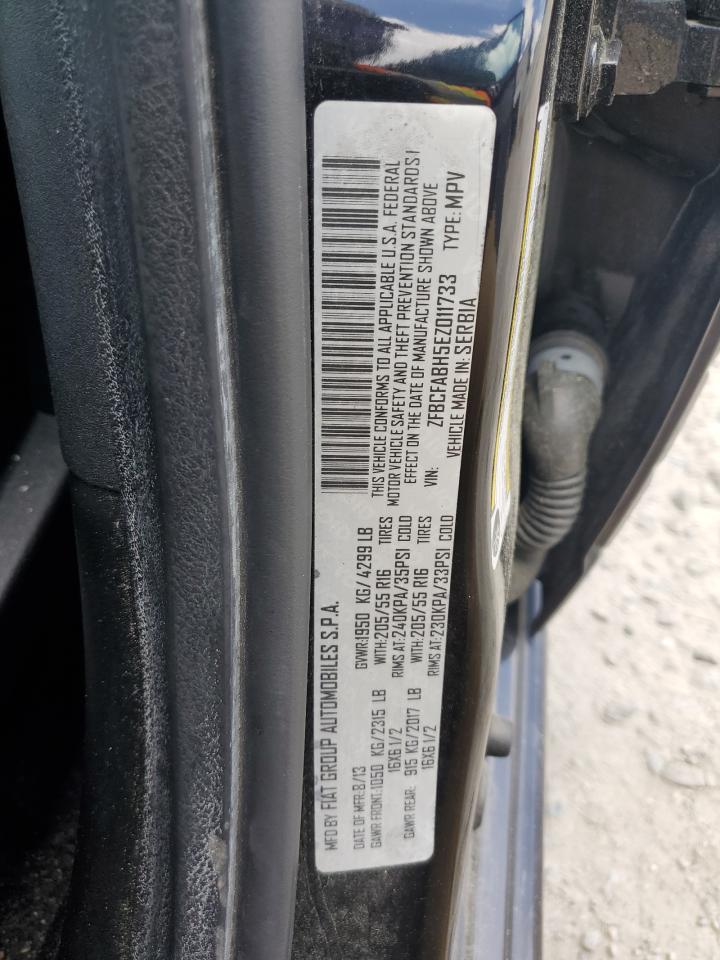 MFD BY FIAT GROUP AUTOMOBILES S.P.A.
DATE OF MFR:8/13 GVWR:1950 KG/4299 LB
GAWR FRONT:1050 KG/2315 LB WITH:205/55 R16 TIRES
16X6 1/2 RIMS AT:240KPA/35PSI COLD
GAWR REAR: 915 KG/2017 LB WITH:205/55 R16 TIRES
16X6 1/2 RIMS AT:230KPA/33PSI COLD
THIS VEHICLE CONFORMS TO ALL APPLICABLE U.S.A. FEDERAL
MOTOR VEHICLE SAFETY AND THEFT PREVENTION STANDARDS I
EFFECT ON THE DATE OF MANUFACTURE SHOWN ABOVE
VIN: ZFBCFABH5EZ011733 TYPE: MPV
VEHICLE MADE IN: SERBIA